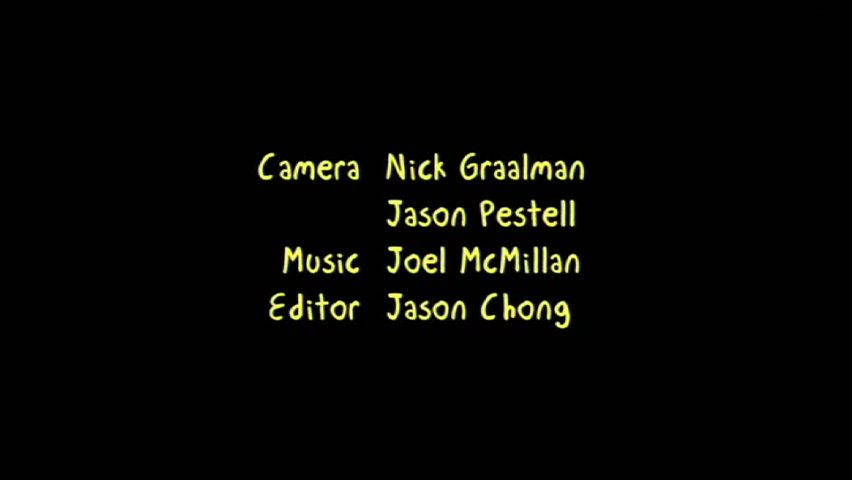 Camera Nick Graalman
Jason Pestell
Music Joel McMillan
Editor Jason Chong